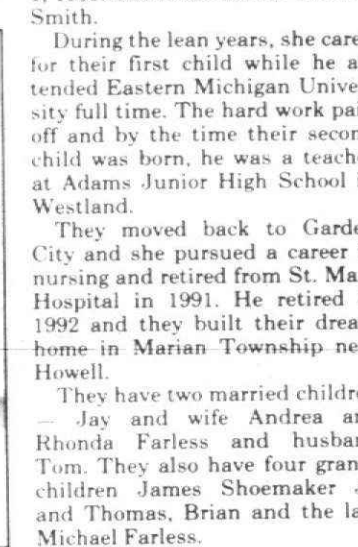 Smith.
During the lean years, she care
for their first child while he a
tended Eastern Michigan Unive
sity full time. The hard work pai
off and by the time their secon
child was born, he was a teache
at Adams Junior High School i
Westland.
They moved back to Garde
City and she pursued a career
nursing and retired from St. Ma
Hospital in 1991. He retired
1992 and they built their drea
home in Marian Township ne
Howell.
They have two married childre
— Jay and wife Andrea an
Rhonda Farless and husban
Tom. They also have four gran
children James Shoemaker J
and Thomas, Brian and the la
Michael Farless.